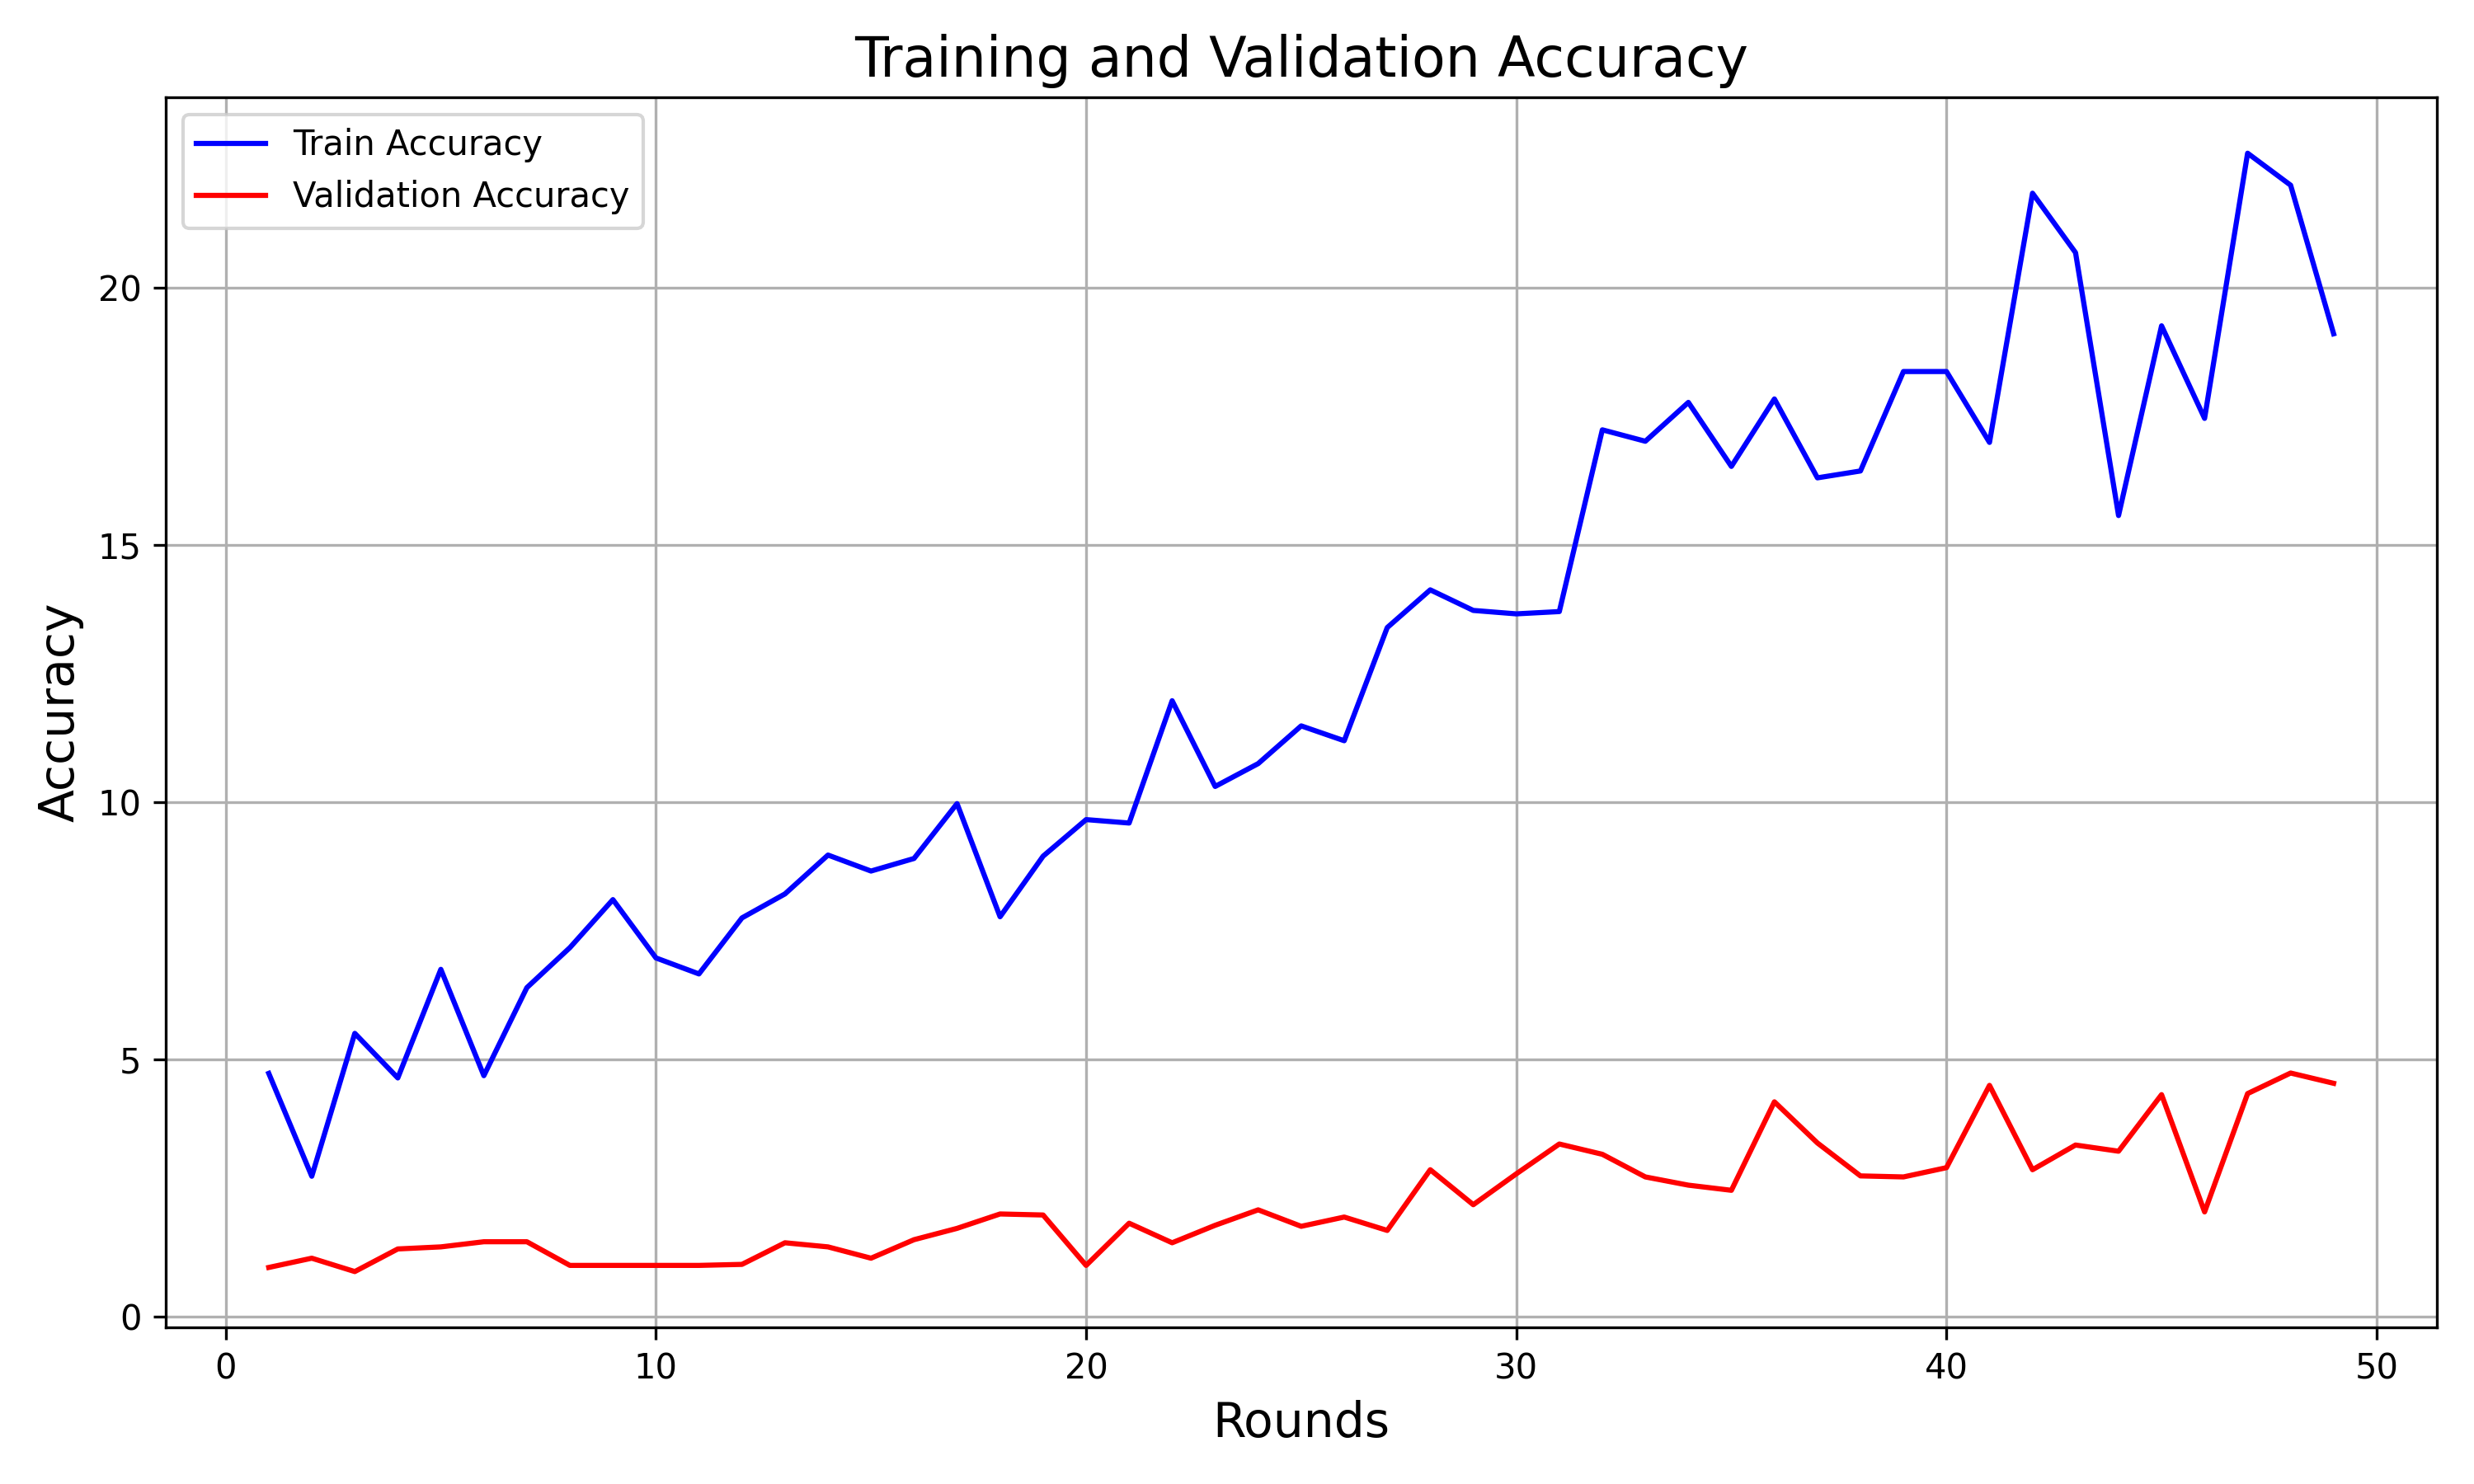 Training and Validation Accuracy
Train Accuracy
Validation Accuracy
Accuracy
20
15
10
5
0
0 10 20 30 40 50
Rounds